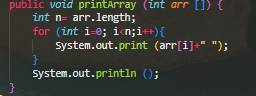 public void printArray (int arr []) {
int n= arr.length;
for (int i=0; i<n;i++){
System.out.print (arr[i]+" ");
}
System.out.println ();
}